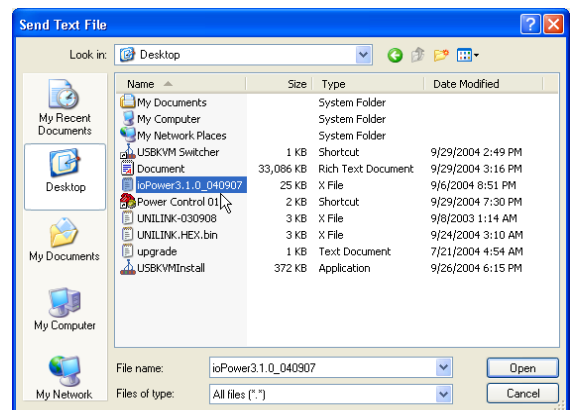 Send Text File
Look in: Desktop
Name Size Type Date Modified
My Documents System Folder
My Computer System Folder
My Network Places System Folder
USBKVM Switcher 1 KB Shortcut 9/29/2004 2:49 PM
Document 33,086 KB Rich Text Document 9/29/2004 3:16 PM
ioPower3.1.0_040907 25 KB X File 9/6/2004 8:51 PM
Power Control 01 2 KB Shortcut 9/29/2004 7:30 PM
UNILINK-030908 3 KB X File 9/8/2003 1:14 AM
UNILINK.HEX.bin 3 KB X File 9/24/2004 3:10 AM
upgrade 1 KB Text Document 7/21/2004 4:54 AM
USBKVMInstall 372 KB Application 9/26/2004 6:15 PM
My Recent
Documents
Desktop
My Documents
My Computer
My Network
File name: ioPower3.1.0_040907 Open
Files of type: All files (*.*) Cancel